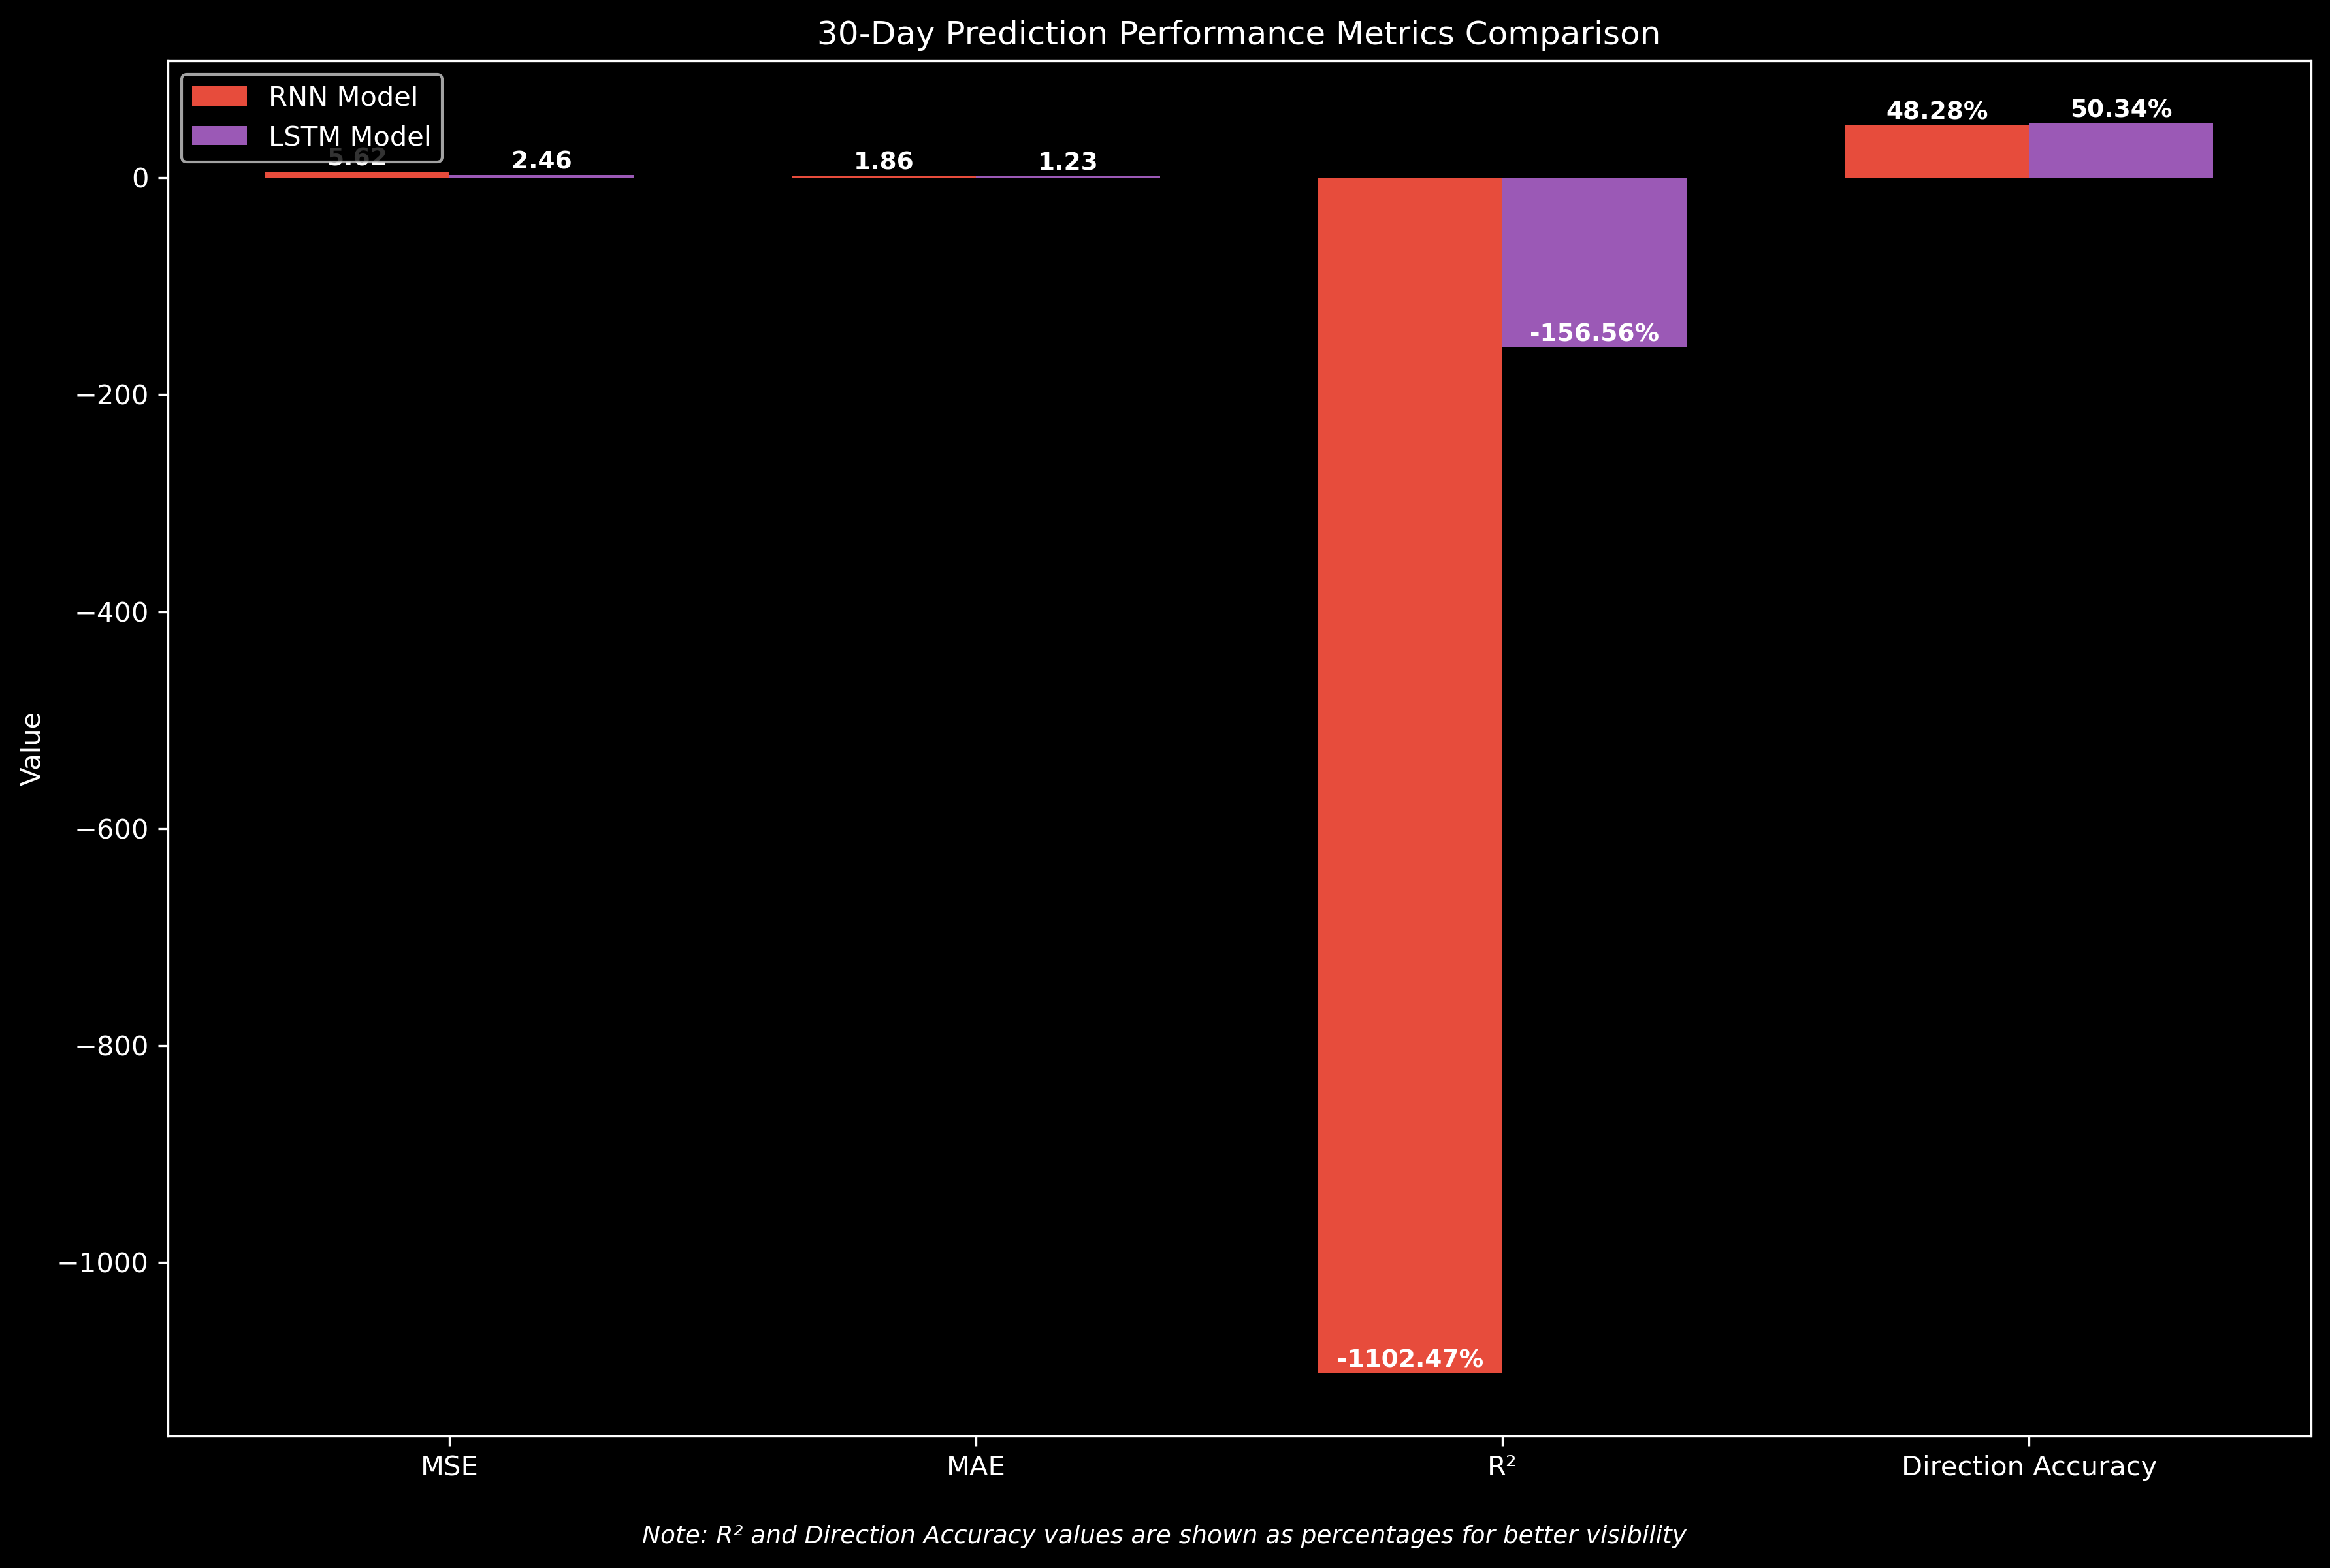 30-Day Prediction Performance Metrics Comparison
RNN Model
LSTM Model
5.62
2.46
1.86
1.23
48.28%
50.34%
-156.56%
-1102.47%
0
−200
−400
−600
−800
−1000
Value
MSE
MAE
R²
Direction Accuracy
Note: R² and Direction Accuracy values are shown as percentages for better visibility